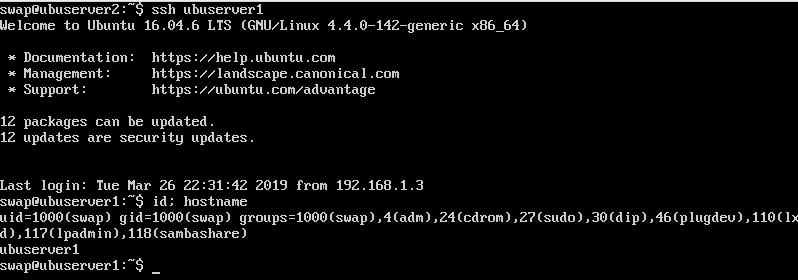 swap@ubuserver2:~$ ssh ubuserver1
Welcome to Ubuntu 16.04.6 LTS (GNU/Linux 4.4.0-142-generic x86_64)
* Documentation:  https://help.ubuntu.com
* Management:     https://landscape.canonical.com
* Support:        https://ubuntu.com/advantage
12 packages can be updated.
12 updates are security updates.
Last login: Tue Mar 26 22:31:42 2019 from 192.168.1.3
swap@ubuserver1:~$ id; hostname
uid=1000(swap) gid=1000(swap) groups=1000(swap),4(adm),24(cdrom),27(sudo),30(dip),46(plugdev),110(lx
d),117(lpadmin),118(sambashare)
ubuserver1
swap@ubuserver1:~$ _